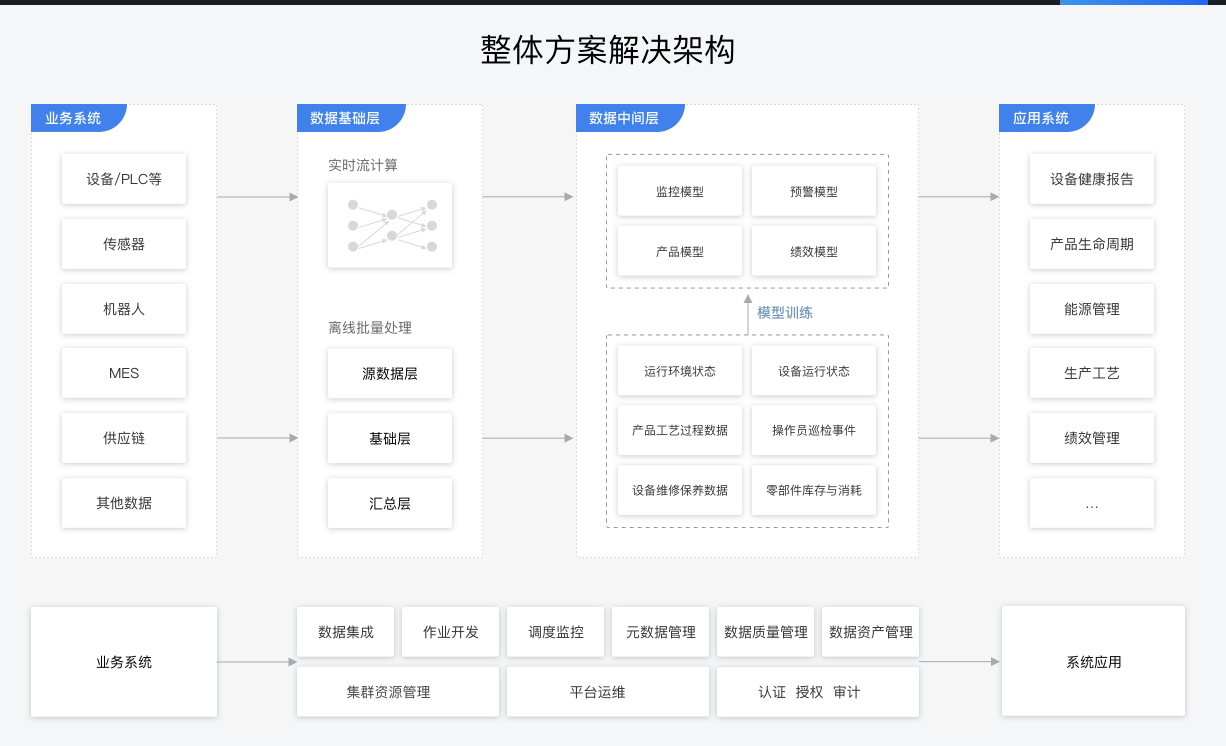 整体方案解决架构
业务系统
设备/PLC等
传感器
机器人
MES
供应链
其他数据
数据基础层
实时流计算
离线批量处理
源数据层
基础层
汇总层
数据中间层
监控模型
预警模型
产品模型
绩效模型
模型训练
运行环境状态
设备运行状态
产品工艺过程数据
操作员巡检事件
设备维修保养数据
零部件库存与消耗
应用系统
设备健康报告
产品生命周期
能源管理
生产工艺
绩效管理
...
业务系统
数据集成
作业开发
调度监控
元数据管理
数据质量管理
数据资产管理
集群资源管理
平台运维
认证 授权 审计
系统应用